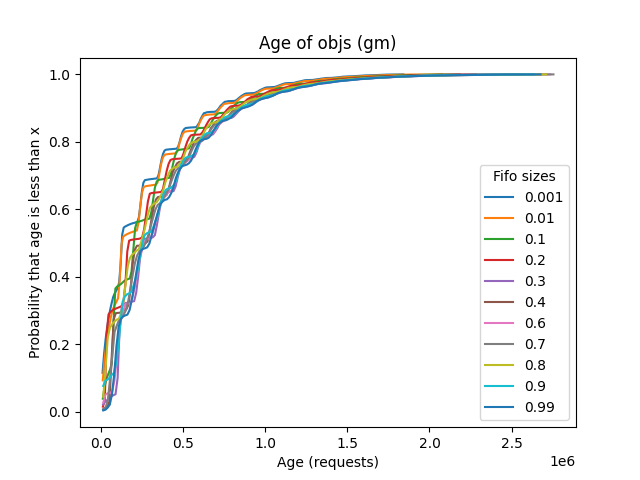 Age of objs (gm)
Probability that age is less than x
1.0
0.8
0.6
0.4
0.2
0.0
0.0 0.5 1.0 1.5 2.0 2.5
1e6
Age (requests)
Fifo sizes
0.001
0.01
0.1
0.2
0.3
0.4
0.6
0.7
0.8
0.9
0.99